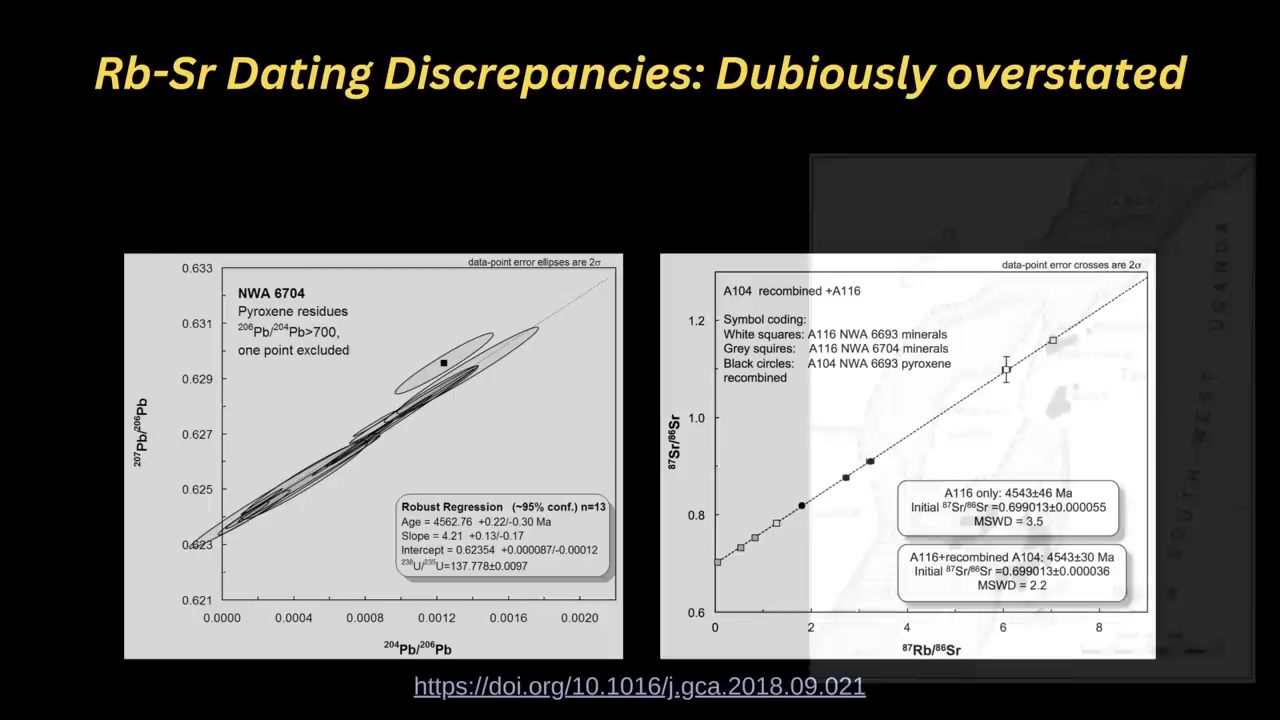 Rb-Sr Dating Discrepancies: Dubiously overstated
data-point error ellipses are 2σ
0.633
0.631
0.629
0.627
0.625
0.623
0.621
²⁰⁷Pb/²⁰⁶Pb
NWA 6704
Pyroxene residues
²⁰⁶Pb/²⁰⁴Pb>700,
one point excluded
Robust Regression (~95% conf.) n=13
Age = 4562.76 +0.22/-0.30 Ma
Slope = 4.21 +0.13/-0.17
Intercept = 0.62354 +0.000087/-0.00012
²³⁸U/²³⁵U=137.778±0.0097
0.0000 0.0004 0.0008 0.0012 0.0016 0.0020
²⁰⁴Pb/²⁰⁶Pb
data-point error crosses are 2σ
A104 recombined +A116
Symbol coding:
White squares: A116 NWA 6693 minerals
Grey squires: A116 NWA 6704 minerals
Black circles: A104 NWA 6693 pyroxene
recombined
1.2
1.0
0.8
0.6
⁸⁷Sr/⁸⁶Sr
A116 only: 4543±46 Ma
Initial ⁸⁷Sr/⁸⁶Sr =0.699013±0.000055
MSWD = 3.5
A116+recombined A104: 4543±30 Ma
Initial ⁸⁷Sr/⁸⁶Sr =0.699013±0.000036
MSWD = 2.2
0 2 4 6 8
⁸⁷Rb/⁸⁶Sr
UGANDA
SOUTH-WEST
https://doi.org/10.1016/j.gca.2018.09.021